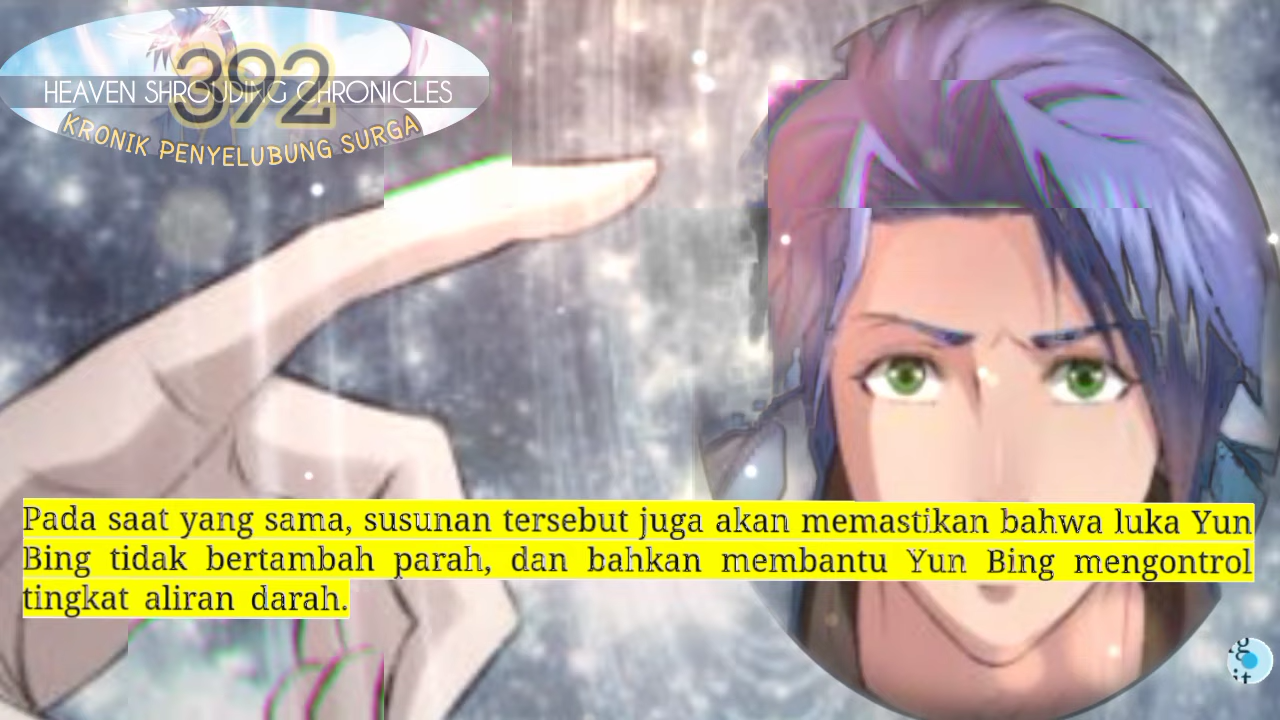 392
HEAVEN SHROUDING CHRONICLES
KRONIK PENYELUBUNG SURGA
Pada saat yang sama, susunan tersebut juga akan memastikan bahwa luka Yun
Bing tidak bertambah parah, dan bahkan membantu Yun Bing mengontrol
tingkat aliran darah.